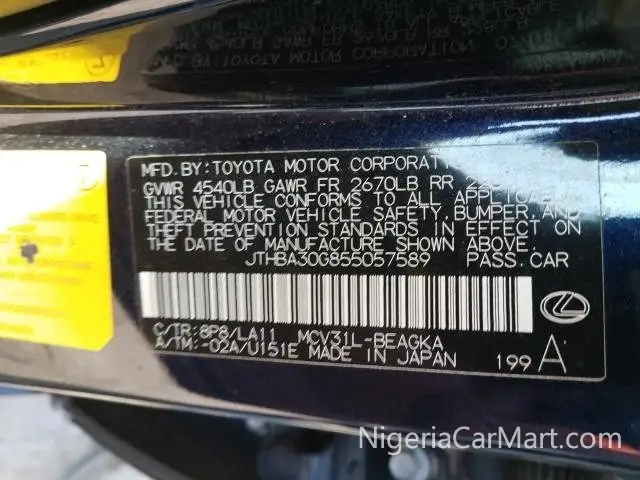 MFD. BY: TOYOTA MOTOR CORPORATI
GVWR 4540LB GAWR FR 2670LB RR
THIS VEHICLE CONFORMS TO ALL APPLICABLE
FEDERAL MOTOR VEHICLE SAFETY, BUMPER, AND
THEFT PREVENTION STANDARDS IN EFFECT ON
THE DATE OF MANUFACTURE SHOWN ABOVE.
JTHBA30G855057589 PASS. CAR
C/TR: 8P8/LA11 MCV31L-BEAGKA
A/TM: -02A/U151E MADE IN JAPAN 199 A
NigeriaCarMart.com